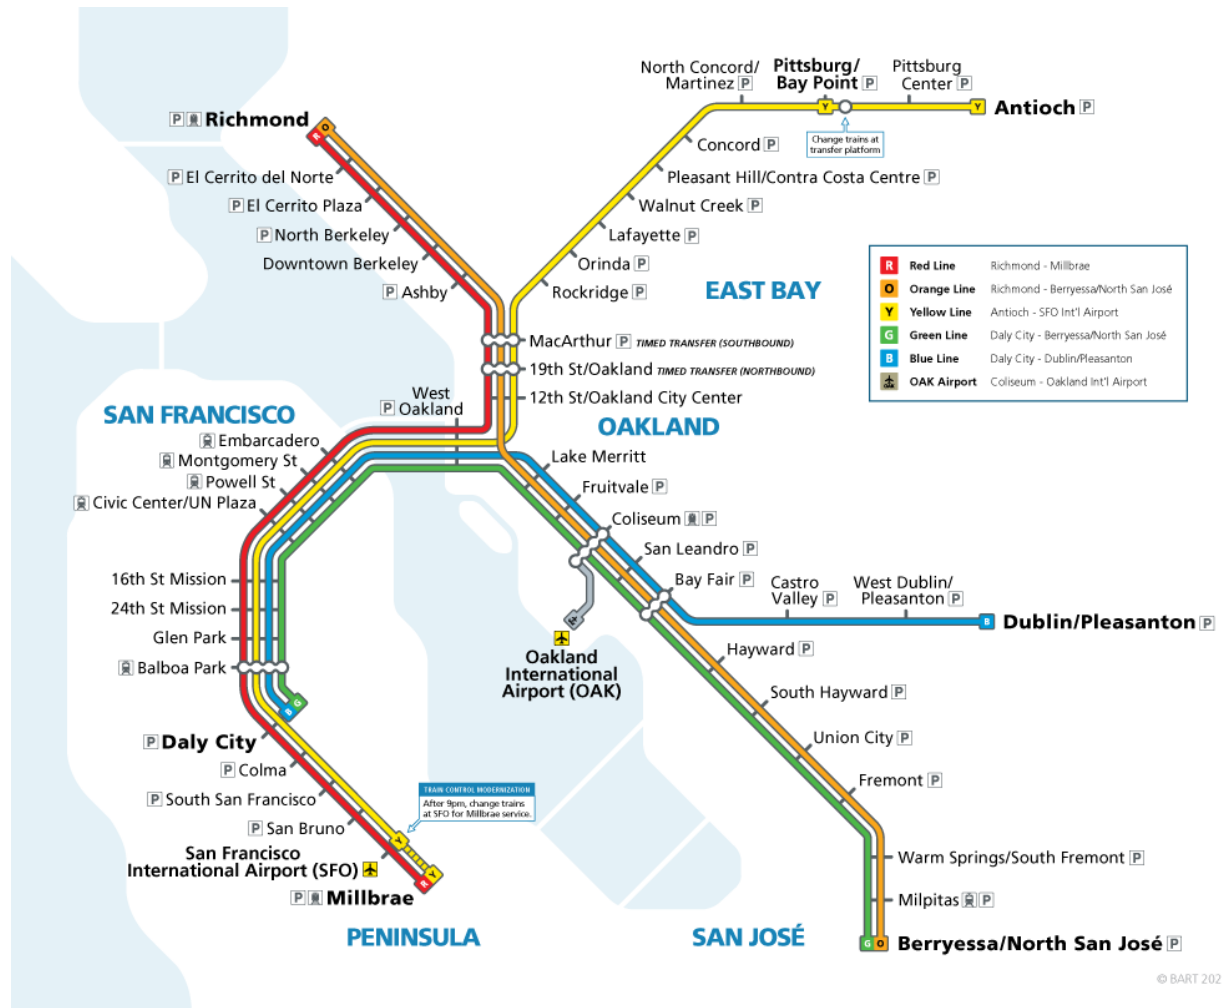 North Concord/
Martinez P
Pittsburg/
Bay Point P
Pittsburg
Center P
Y
Y
Antioch P
Change trains at
transfer platform
P Richmond
O
R
Concord P
P El Cerrito del Norte
Pleasant Hill/Contra Costa Centre P
P El Cerrito Plaza
Walnut Creek P
P North Berkeley
Lafayette P
Downtown Berkeley
Orinda P
P Ashby
Rockridge P
EAST BAY
R Red Line Richmond - Millbrae
O Orange Line Richmond - Berryessa/North San José
Y Yellow Line Antioch - SFO Int'l Airport
G Green Line Daly City - Berryessa/North San José
B Blue Line Daly City - Dublin/Pleasanton
OAK Airport Coliseum - Oakland Int'l Airport
MacArthur P TIMED TRANSFER (SOUTHBOUND)
19th St/Oakland TIMED TRANSFER (NORTHBOUND)
12th St/Oakland City Center
West
P Oakland
SAN FRANCISCO
OAKLAND
Embarcadero
Montgomery St
Powell St
Civic Center/UN Plaza
Lake Merritt
Fruitvale P
Coliseum P
San Leandro P
Bay Fair P
Castro
Valley P
West Dublin/
Pleasanton P
B
Dublin/Pleasanton P
16th St Mission
24th St Mission
Glen Park
Balboa Park
Oakland
International
Airport (OAK)
Hayward P
South Hayward P
Union City P
Fremont P
G
B
P Daly City
P Colma
P South San Francisco
P San Bruno
TRAIN CONTROL MODERNIZATION
After 9pm, change trains
at SFO for Millbrae service.
San Francisco
International Airport (SFO)
Y
Y
R
P Millbrae
Warm Springs/South Fremont P
Milpitas P
G O
Berryessa/North San José P
PENINSULA
SAN JOSÉ
© BART 202